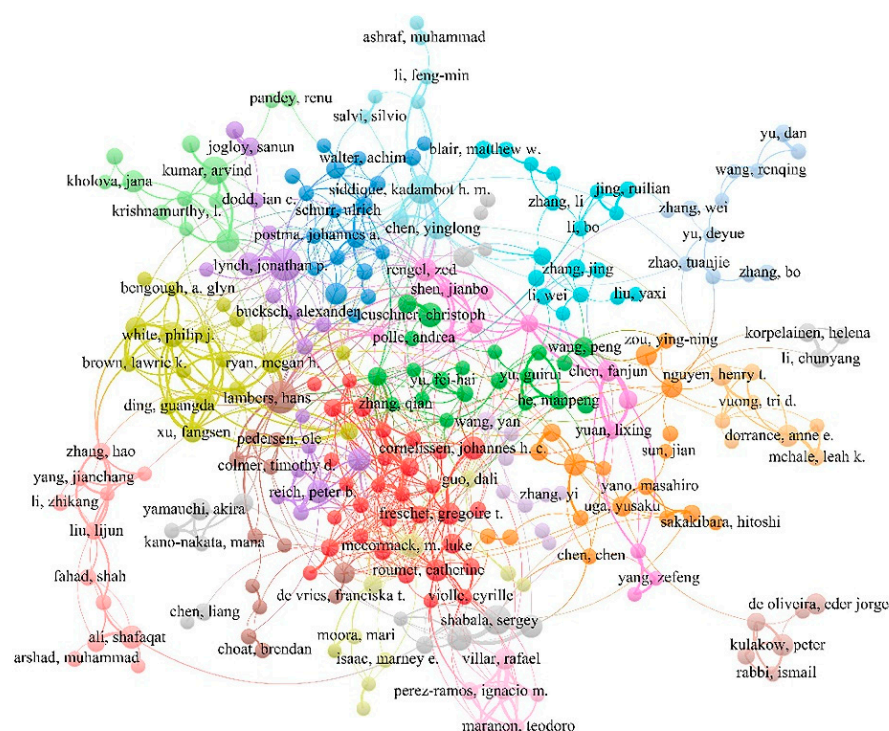 ashraf, muhammad
li, feng-min
pandey, renu
salvi, silvio
yu, dan
jogloy, sanun
walter, achim
blair, matthew w.
kumar, arvind
wang, renqing
kholova, jana
siddique, kadambot h. m.
jing, ruilian
dodd, ian c.
zhang, li
krishnamurthy, l.
schurr, ulrich
zhang, wei
postma, johannes a.
chen, yinglong
li, bo
yu, deyue
lynch, jonathan p.
rengel, zed
zhang, jing
zhao, tuanjie
zhang, bo
bengough, a. glyn
shen, jianbo
li, wei
liu, yaxi
bucksch, alexander
leuschner, christoph
white, philip j.
polle, andrea
zou, ying-ning
korpelainen, helena
wang, peng
brown, lawrie k.
ryan, megan h.
li, chunyang
yu, fei-hai
yu, guirui
chen, fanjun
nguyen, henry t.
lambers, hans
zhang, qian
he, nianpeng
vuong, tri d.
ding, guangda
wang, yan
xu, fangsen
yuan, lixing
dorrance, anne e.
pedersen, ole
cornelissen, johannes h. c.
sun, jian
mchale, leah k.
zhang, hao
colmer, timothy d.
guo, dali
yang, jianchang
reich, peter b.
zhang, yi
yano, masahiro
li, zhikang
yamauchi, akira
uga, yusaku
freschet, gregoire t.
sakakibara, hitoshi
liu, lijun
kano-nakata, mana
mccormack, m. luke
chen, chen
roumet, catherine
fahad, shah
yang, zefeng
de vries, franciska t.
violle, cyrille
chen, liang
de oliveira, eder jorge
shabala, sergey
ali, shafaqat
moora, mari
choat, brendan
kulakow, peter
arshad, muhammad
isaac, marney e.
villar, rafael
rabbi, ismail
perez-ramos, ignacio m.
maranon, teodoro